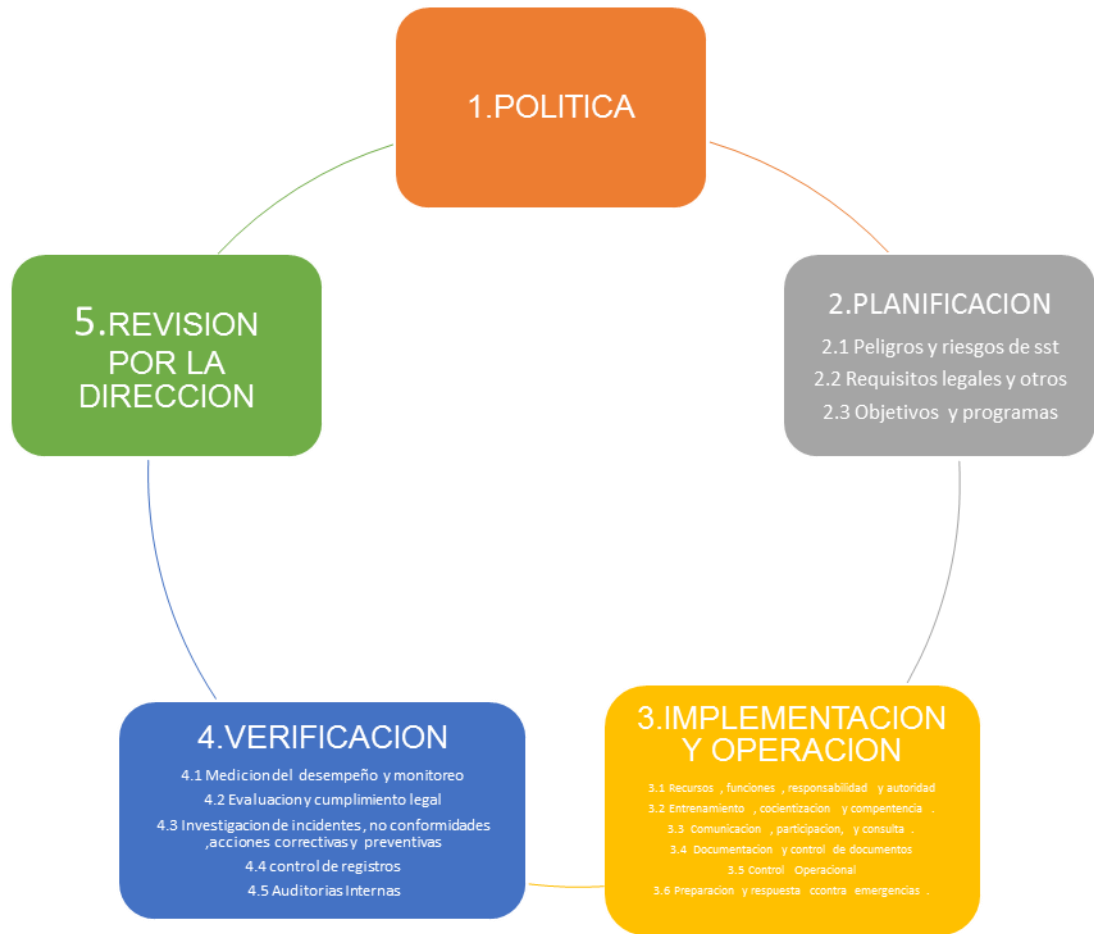 1.POLITICA
2.PLANIFICACION
2.1 Peligros y riesgos de sst
2.2 Requisitos legales y otros
2.3 Objetivos y programas
3.IMPLEMENTACION
Y OPERACION
3.1 Recursos , funciones , responsabilidad y autoridad
3.2 Entrenamiento , cocientizacion y compentencia .
3.3 Comunicacion , participacion, y consulta .
3.4 Documentacion y control de documentos
3.5 Control Operacional
3.6 Preparacion y respuesta ccontra emergencias .
4.VERIFICACION
4.1 Medicion del desempeño y monitoreo
4.2 Evaluacion y cumplimiento legal
4.3 Investigacion de incidentes, no conformidades
,acciones correctivas y preventivas
4.4 control de registros
4.5 Auditorias Internas
5.REVISION
POR LA
DIRECCION